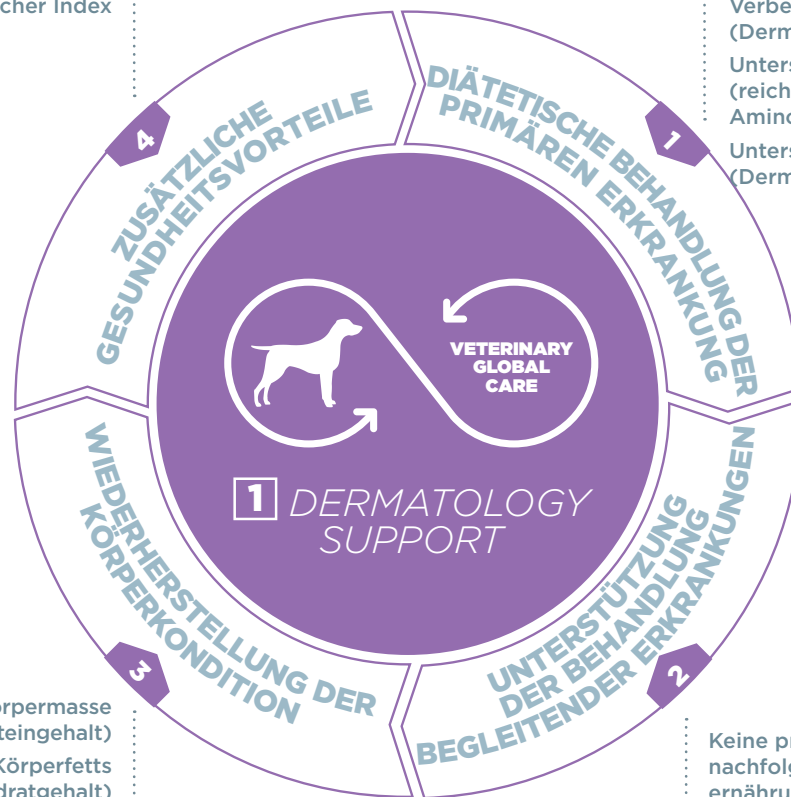 cher Index
4
ZUSÄTZLICHE
GESUNDHEITSVORTEILE
DIÄTETISCHE BEHANDLUNG DER
PRIMÄREN ERKRANKUNG
1
Verbe
(Derm
Unters
(reich
Amino
Unters
(Derm
VETERINARY
GLOBAL
CARE
1 DERMATOLOGY
SUPPORT
WIEDERHERSTELLUNG DER
KÖRPERKONDITION
3
UNTERSTÜTZUNG
DER BEHANDLUNG
BEGLEITENDER ERKRANKUNGEN
2
rpermasse
teingehalt)
Körperfetts
dratgehalt)
Keine pr
nachfolg
ernähru